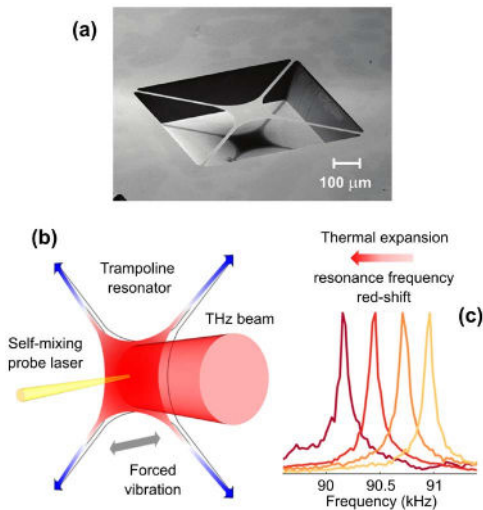 (a)
100 μm
(b)
Trampoline
resonator
THz beam
Self-mixing
probe laser
Forced
vibration
Thermal expansion
resonance frequency
red-shift
(c)
90 90.5 91
Frequency (kHz)